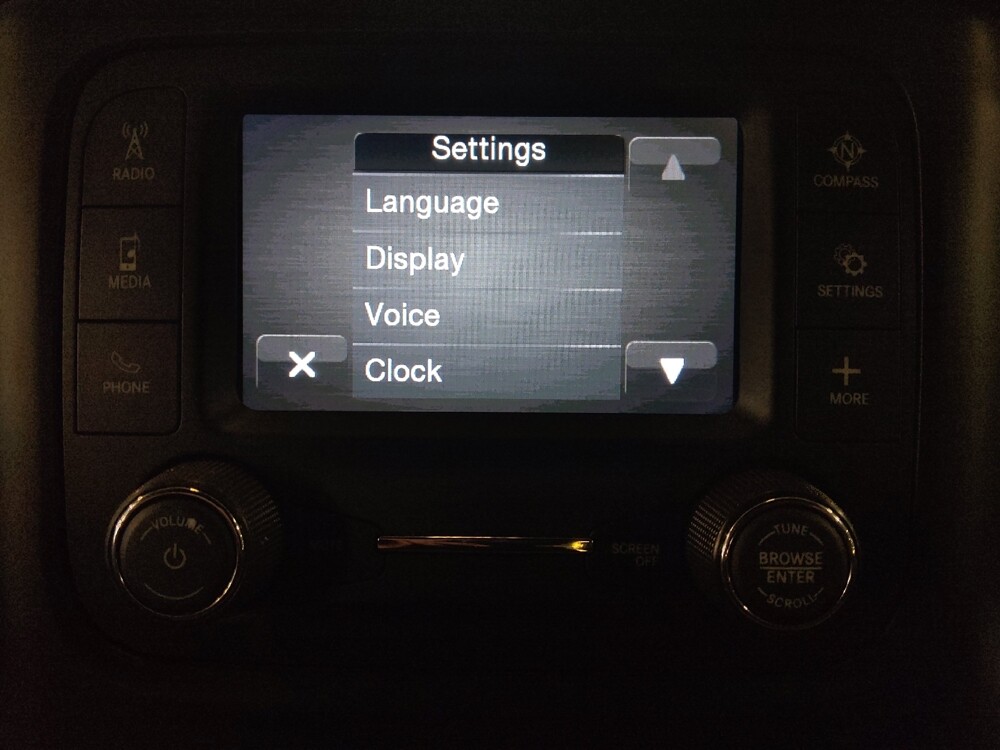 Settings
Language
Display
Voice
Clock
RADIO
MEDIA
PHONE
N
COMPASS
SETTINGS
MORE
VOLUME
SCREEN
OFF
TUNE
BROWSE
ENTER
SCROLL